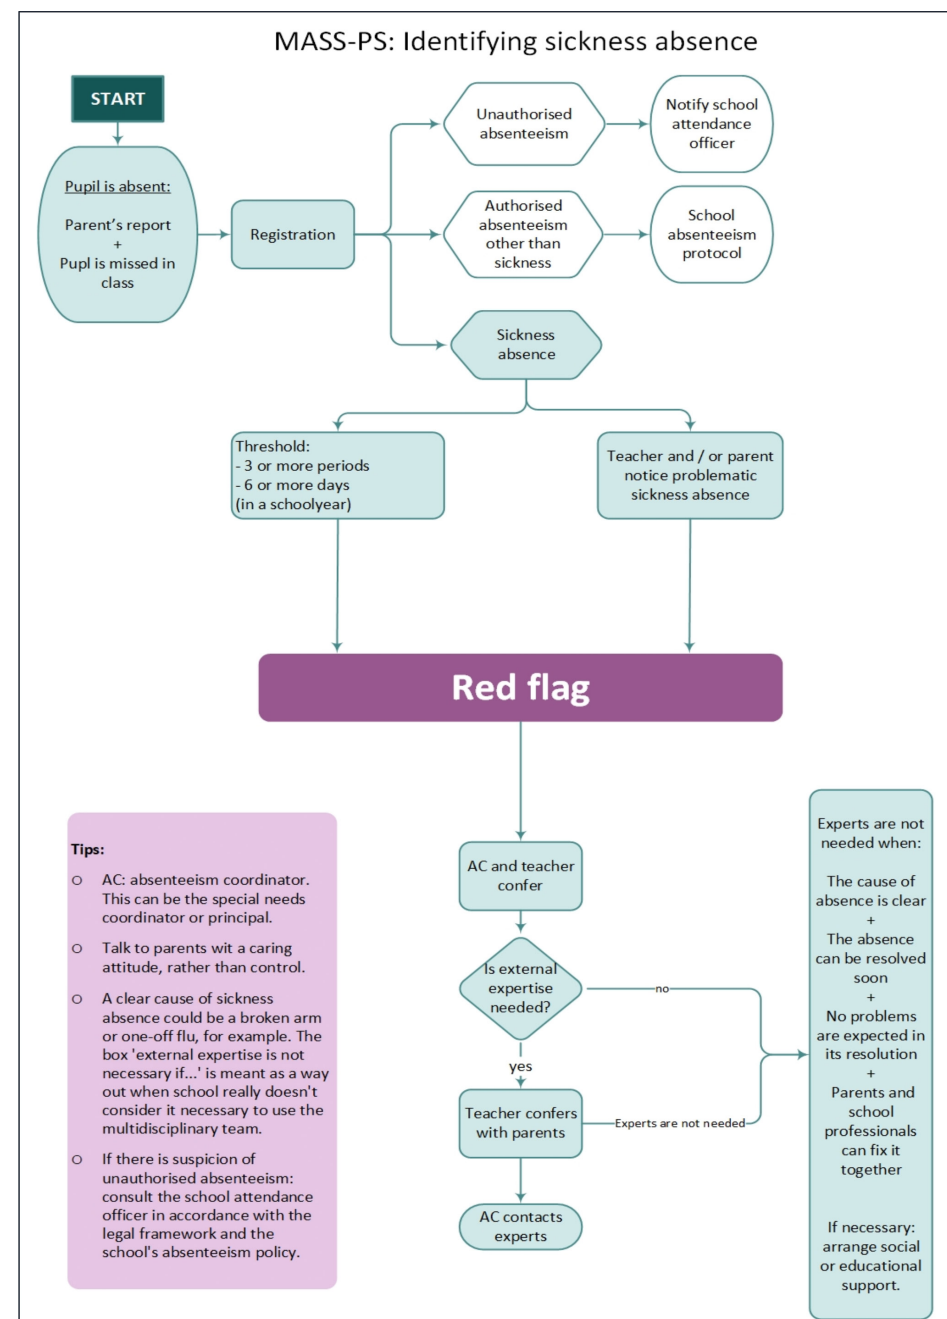 MASS-PS: Identifying sickness absence
START
Pupil is absent:
Parent's report
+
Pupl is missed in
class
Registration
Unauthorised
absenteeism
Notify school
attendance
officer
Authorised
absenteeism
other than
sickness
School
absenteeism
protocol
Sickness
absence
Threshold:
- 3 or more periods
- 6 or more days
(in a schoolyear)
Teacher and / or parent
notice problematic
sickness absence
Red flag
AC and teacher
confer
Is external
expertise
needed?
no
yes
Teacher confers
with parents
Experts are not needed
AC contacts
experts
Experts are not
needed when:
The cause of
absence is clear
+
The absence
can be resolved
soon
+
No problems
are expected in
its resolution
+
Parents and
school
professionals
can fix it
together
If necessary:
arrange social
or educational
support.
Tips:
o AC: absenteeism coordinator.
This can be the special needs
coordinator or principal.
o Talk to parents wit a caring
attitude, rather than control.
o A clear cause of sickness
absence could be a broken arm
or one-off flu, for example. The
box 'external expertise is not
necessary if...' is meant as a way
out when school really doesn't
consider it necessary to use the
multidisciplinary team.
o If there is suspicion of
unauthorised absenteeism:
consult the school attendance
officer in accordance with the
legal framework and the
school's absenteeism policy.